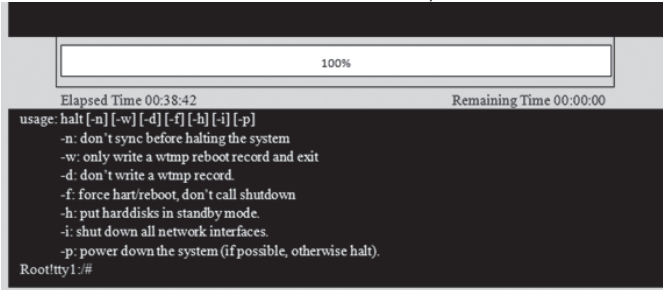 100%
Elapsed Time 00:38:42 Remaining Time 00:00:00
usage: halt [-n] [-w] [-d] [-f] [-h] [-i] [-p]
-n: don't sync before halting the system
-w: only write a wtmp reboot record and exit
-d: don't write a wtmp record.
-f: force hart/reboot, don't call shutdown
-h: put harddisks in standby mode.
-i: shut down all network interfaces.
-p: power down the system (if possible, otherwise halt).
Root!tty1:/#